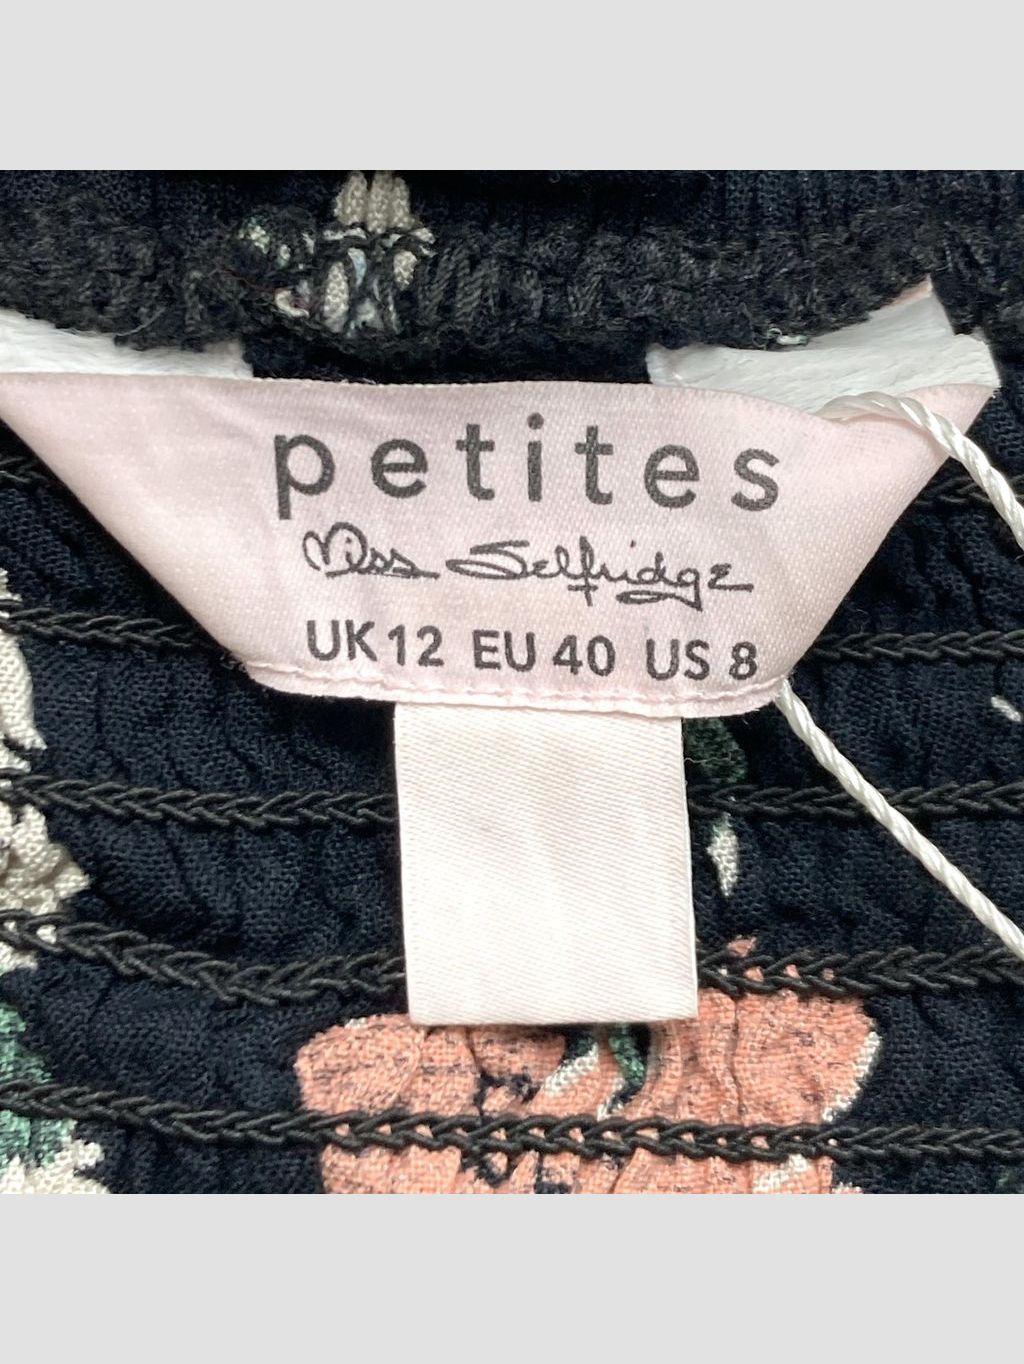 petites
Miss Selfridge
UK 12 EU 40 US 8